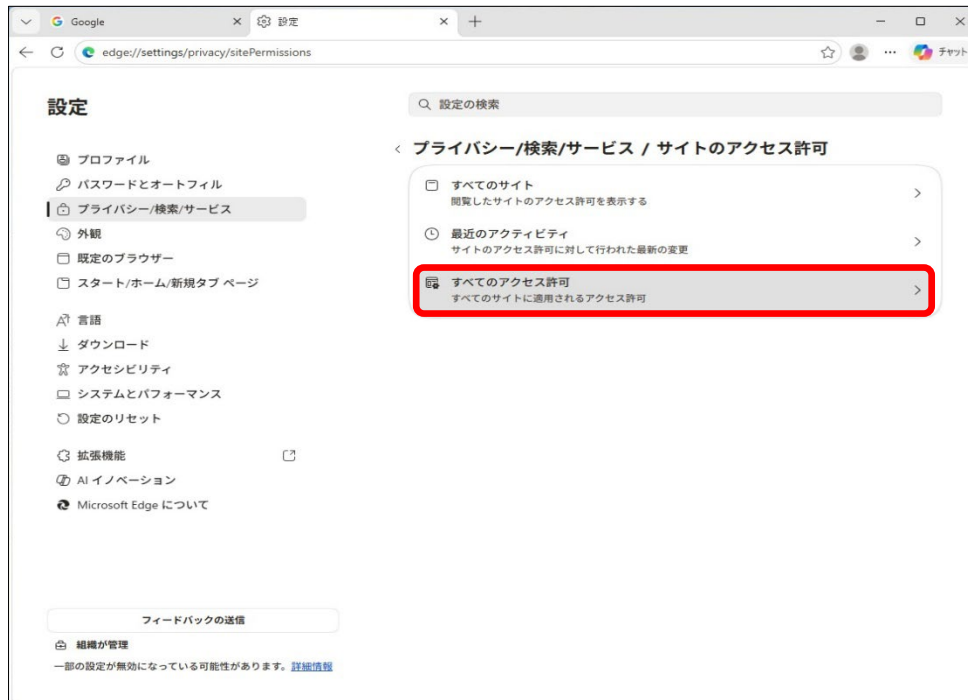 Google
設定
edge://settings/privacy/sitePermissions
チャット
設定
設定の検索
プロファイル
パスワードとオートフィル
プライバシー/検索/サービス
外観
既定のブラウザー
スタート/ホーム/新規タブ ページ
言語
ダウンロード
アクセシビリティ
システムとパフォーマンス
設定のリセット
拡張機能
AI イノベーション
Microsoft Edge について
フィードバックの送信
組織が管理
一部の設定が無効になっている可能性があります。詳細情報
プライバシー/検索/サービス / サイトのアクセス許可
すべてのサイト
閲覧したサイトのアクセス許可を表示する
最近のアクティビティ
サイトのアクセス許可に対して行われた最新の変更
すべてのアクセス許可
すべてのサイトに適用されるアクセス許可